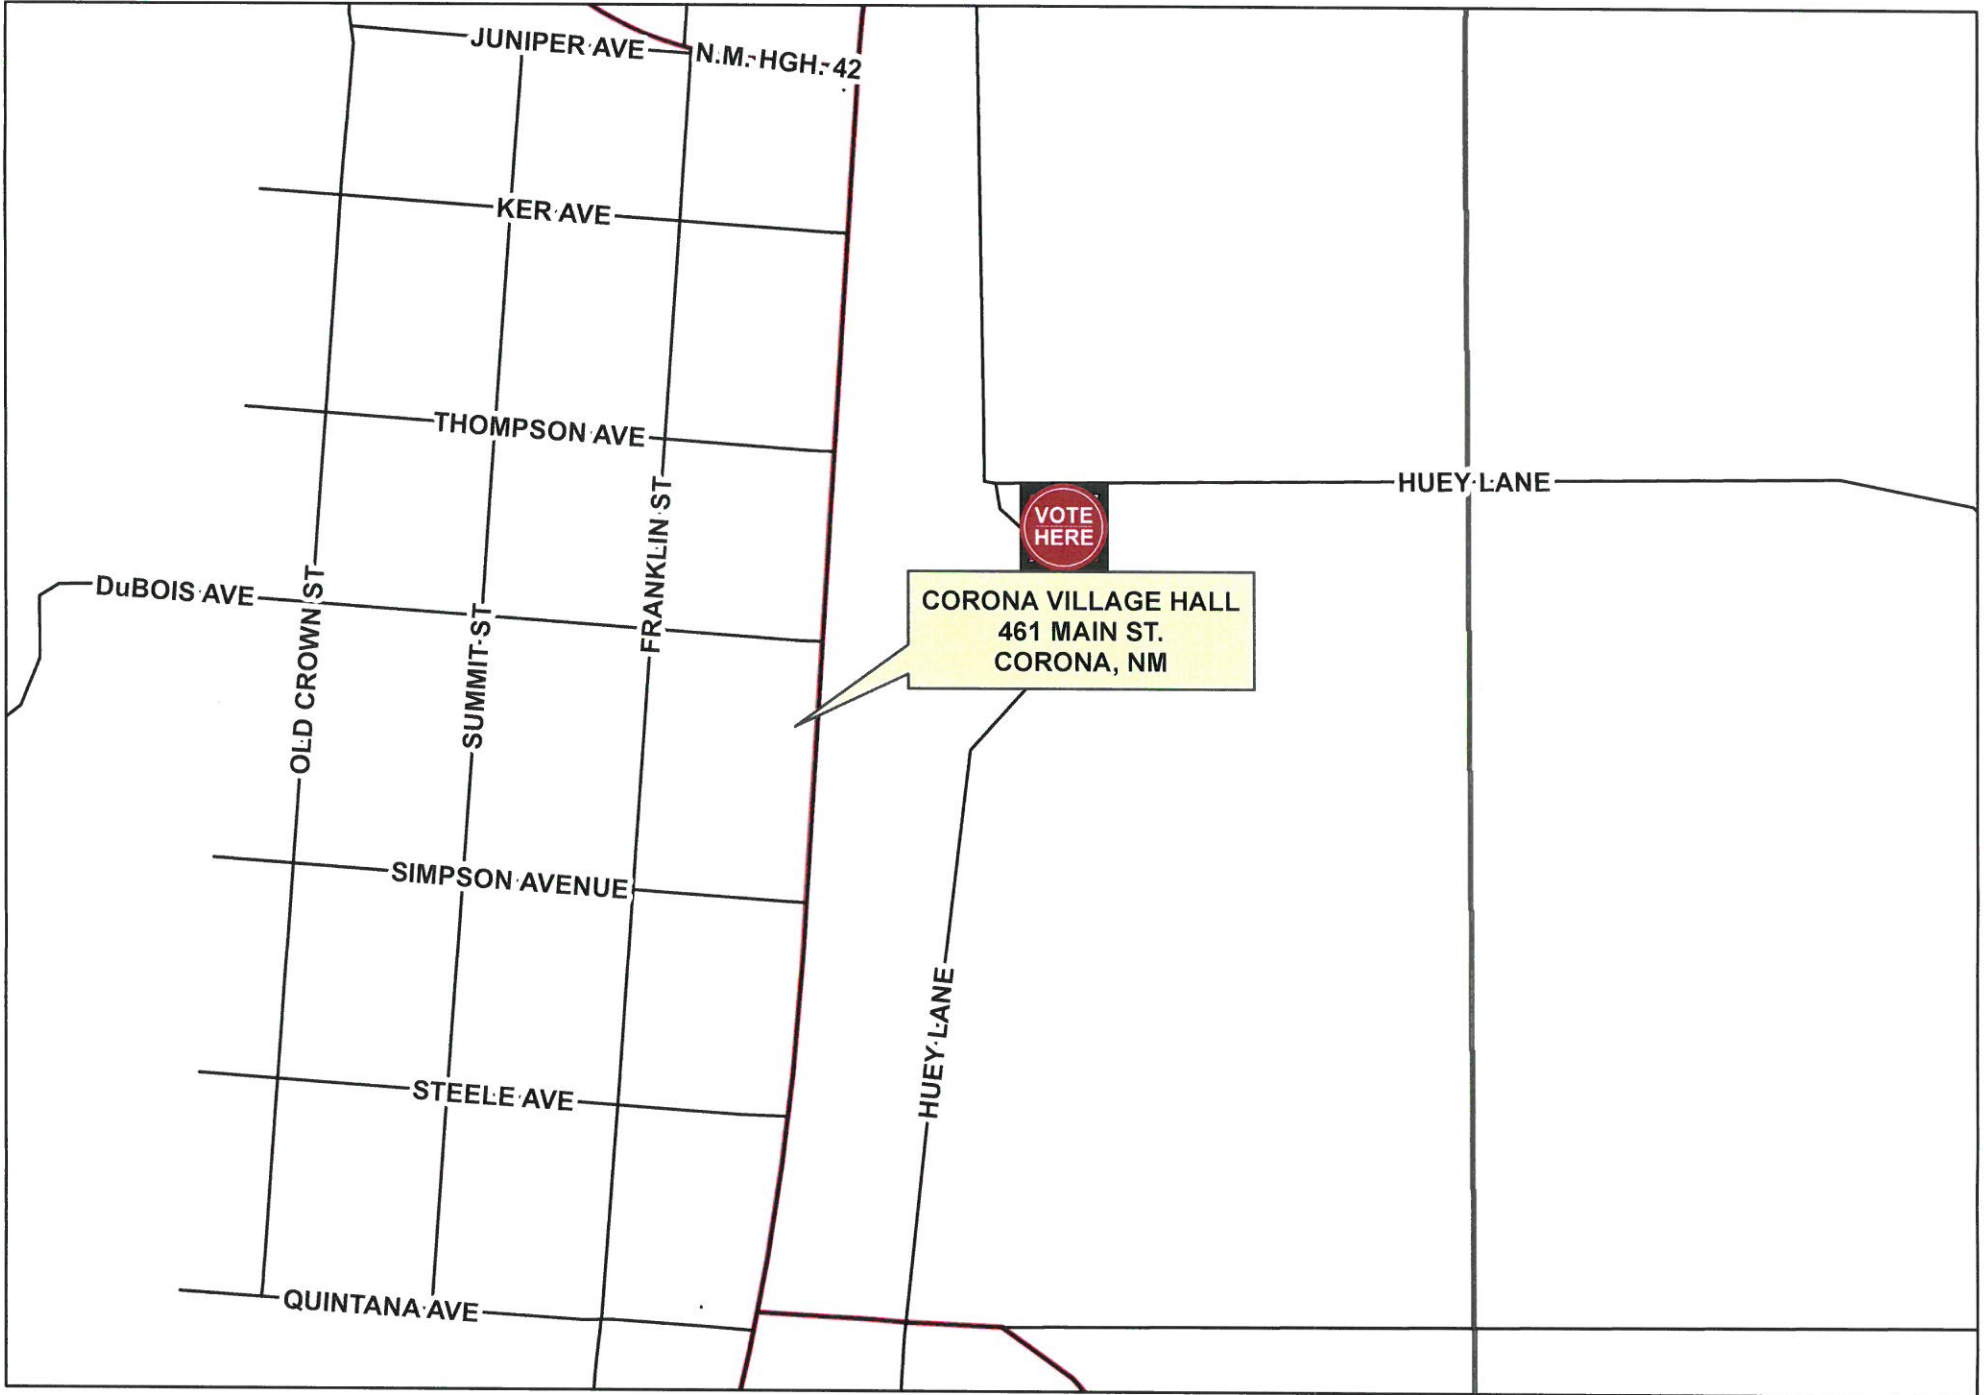 JUNIPER AVE
N.M. HGH. 42
KER AVE
THOMPSON AVE
HUEY LANE
FRANKLIN ST
VOTE
HERE
DuBOIS AVE
OLD CROWN ST
SUMMIT ST
CORONA VILLAGE HALL
461 MAIN ST.
CORONA, NM
SIMPSON AVENUE
HUEY LANE
STEELE AVE
QUINTANA AVE